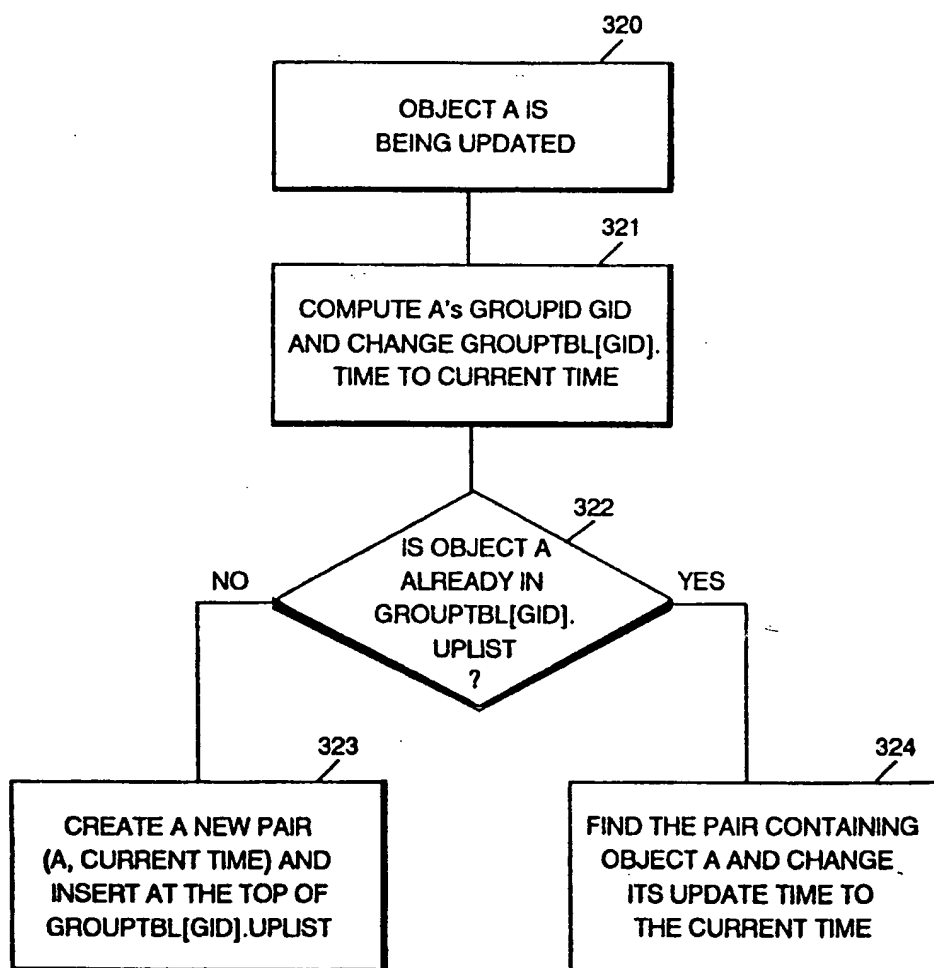 320
OBJECT A IS
BEING UPDATED
321
COMPUTE A's GROUPID GID
AND CHANGE GROUPTBL[GID].
TIME TO CURRENT TIME
322
IS OBJECT A
ALREADY IN
GROUPTBL[GID].
UPLIST
?
NO
YES
323
CREATE A NEW PAIR
(A, CURRENT TIME) AND
INSERT AT THE TOP OF
GROUPTBL[GID].UPLIST
324
FIND THE PAIR CONTAINING
OBJECT A AND CHANGE
ITS UPDATE TIME TO
THE CURRENT TIME